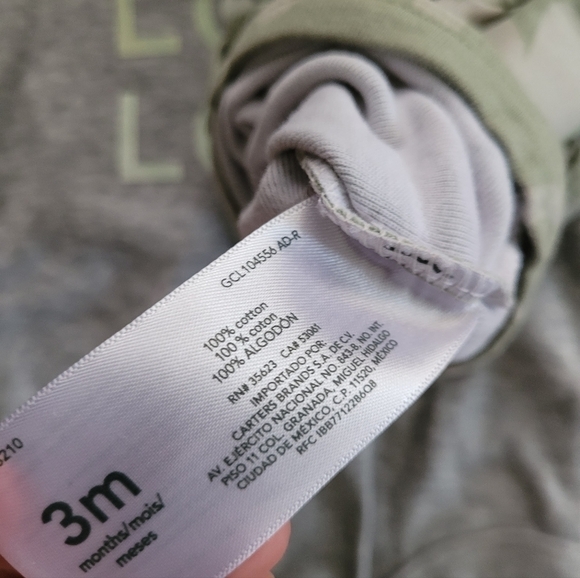 L
L
GCL104556 AD-R
100% cotton
100 % coton
100% ALGODÓN
RN# 35623 CA# 53061
IMPORTADO POR:
CARTERS BRANDS S.A. DE C.V.
AV. EJÉRCITO NACIONAL NO. 843-B, NO. INT.
PISO 11 COL. GRANADA, MIGUEL HIDALGO
CIUDAD DE MÉXICO, C.P. 11520, MÉXICO
RFC IBB7712286Q8
3m
months/mois/
meses